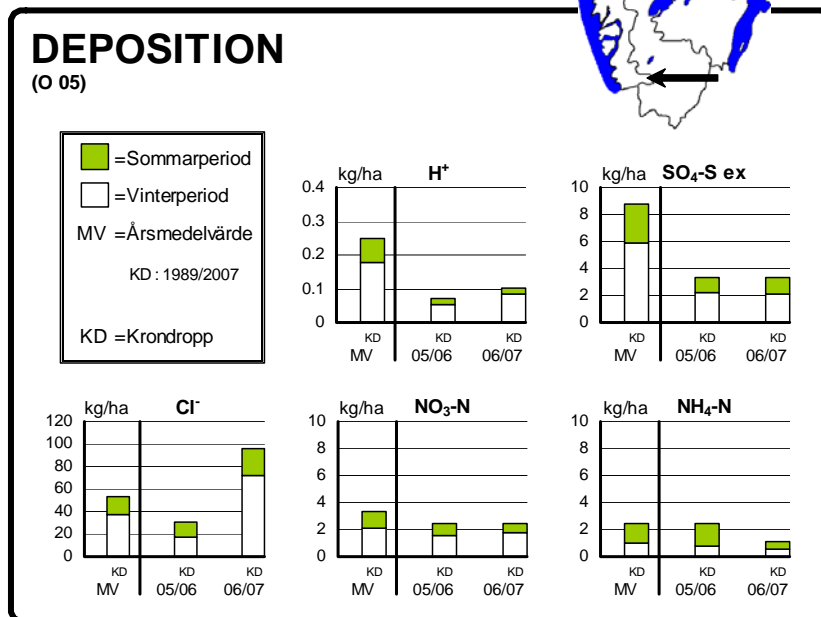 DEPOSITION
(O 05)
=Sommarperiod
=Vinterperiod
MV =Årsmedelvärde
KD : 1989/2007
KD =Krondropp
kg/ha H⁺
0.4
0.3
0.2
0.1
0
KD KD KD
MV 05/06 06/07
kg/ha SO₄-S ex
10
8
6
4
2
0
KD KD KD
MV 05/06 06/07
kg/ha Cl⁻
120
100
80
60
40
20
0
KD KD KD
MV 05/06 06/07
kg/ha NO₃-N
10
8
6
4
2
0
KD KD KD
MV 05/06 06/07
kg/ha NH₄-N
10
8
6
4
2
0
KD KD KD
MV 05/06 06/07